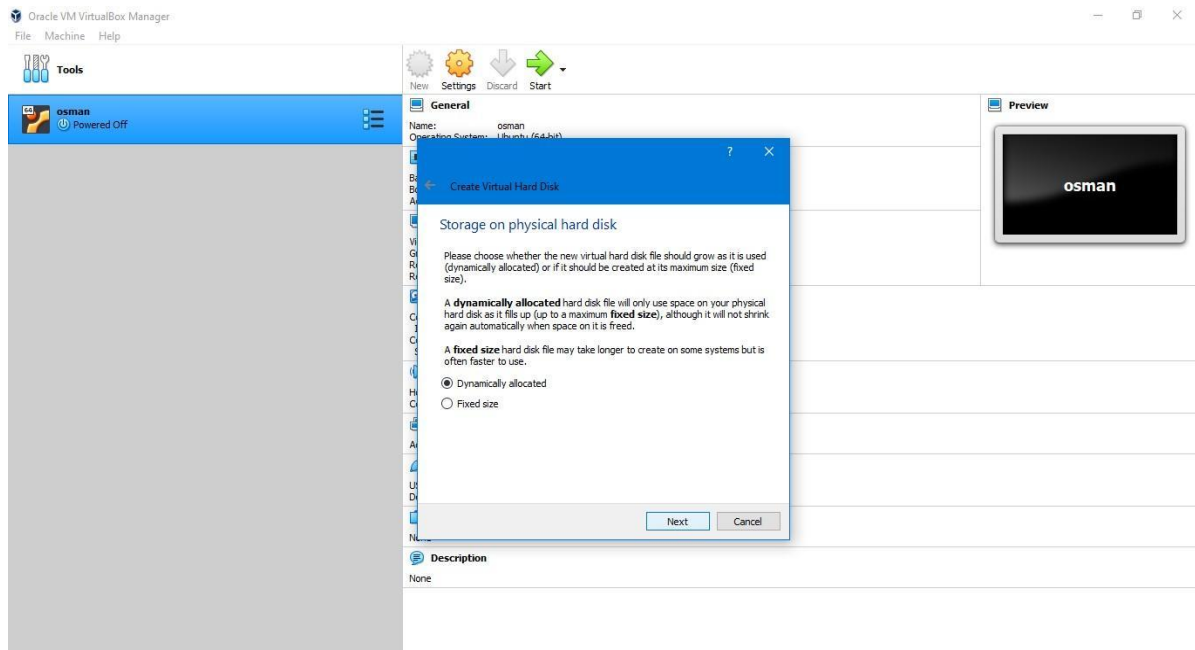 Oracle VM VirtualBox Manager
File Machine Help
Tools
New Settings Discard Start
64
osman
Powered Off
General
Name: osman
Operating System: Ubuntu (64-bit)
Preview
osman
Create Virtual Hard Disk
Storage on physical hard disk
Please choose whether the new virtual hard disk file should grow as it is used
(dynamically allocated) or if it should be created at its maximum size (fixed
size).
A dynamically allocated hard disk file will only use space on your physical
hard disk as it fills up (up to a maximum fixed size), although it will not shrink
again automatically when space on it is freed.
A fixed size hard disk file may take longer to create on some systems but is
often faster to use.
Dynamically allocated
Fixed size
Next Cancel
Description
None